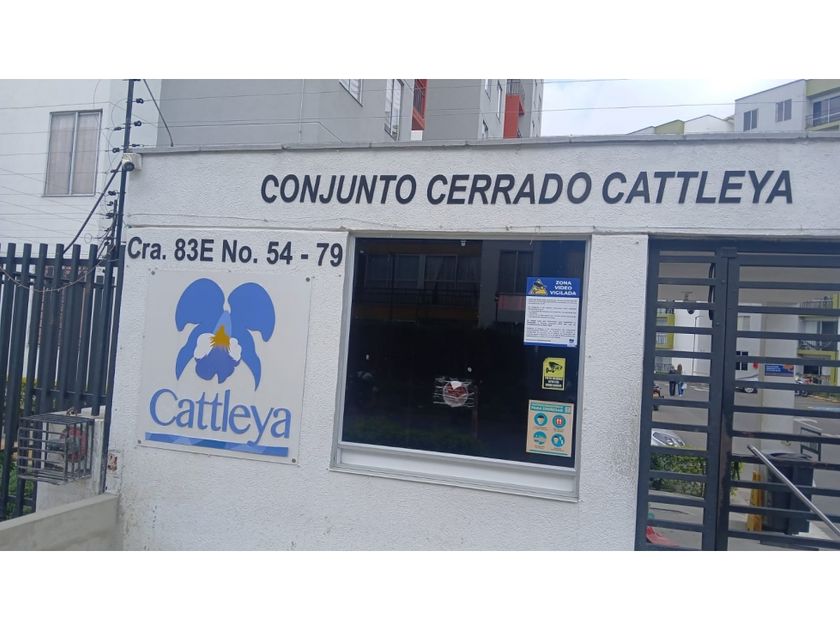 CONJUNTO CERRADO CATTLEYA
Cra. 83E No. 54 - 79
Cattleya
ZONA
VIDEO
VIGILADA